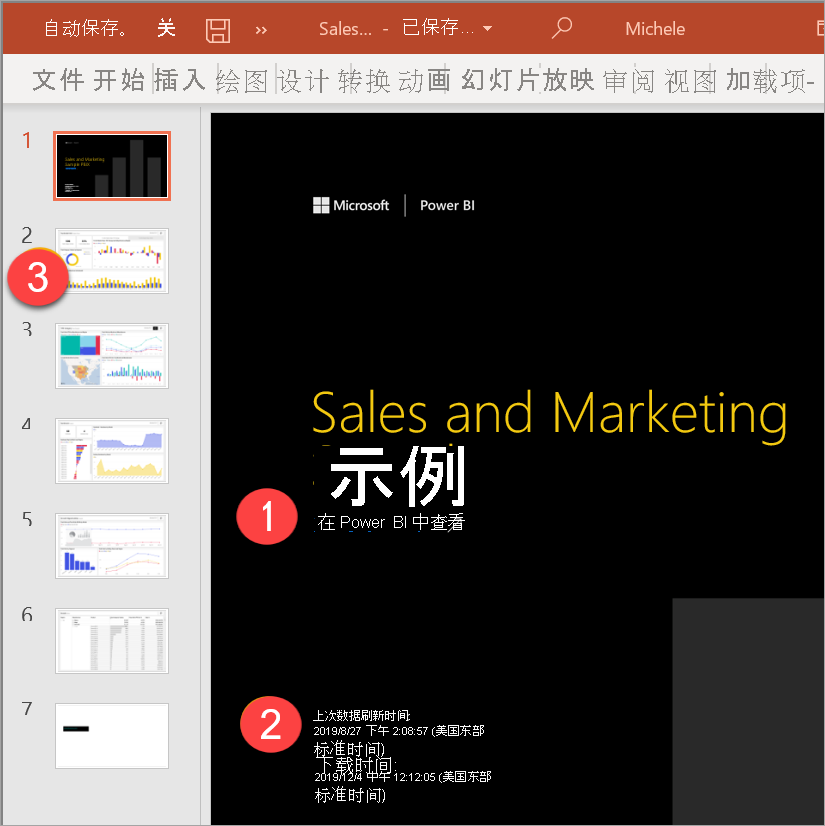 自动保存。 关 Sales... - 已保存... Michele
文件 开始 插入 绘图 设计 转换 动画 幻灯片放映 审阅 视图 加载项-
1
2
3
3
4
5
6
7
Microsoft Power BI
Sales and Marketing
示例
1
在 Power BI 中查看
2
上次数据刷新时间:
2019/8/27 下午 2:08:57 (美国东部
标准时间)
下载时间:
2019/12/4 中午 12:12:05 (美国东部
标准时间)